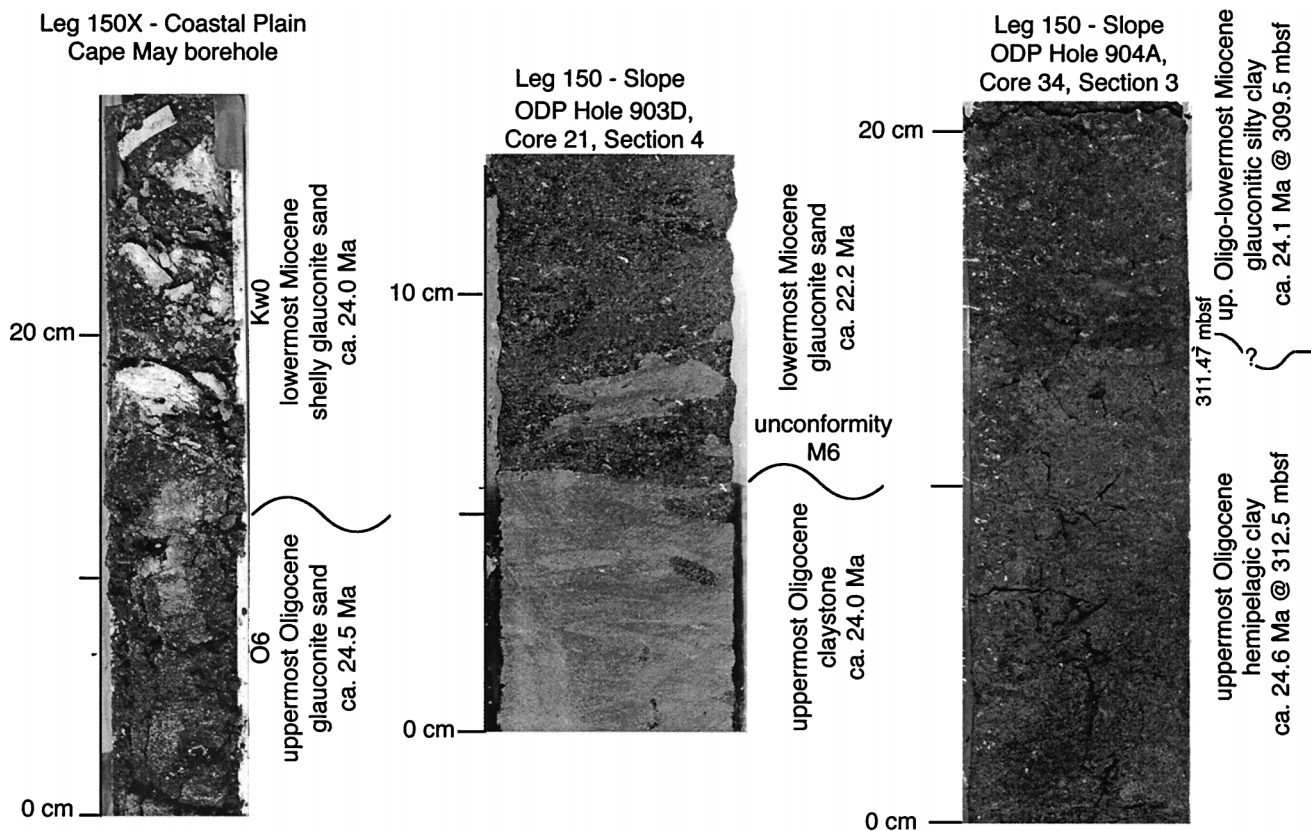 Leg 150X - Coastal Plain
Cape May borehole
20 cm
0 cm
Kw0
lowermost Miocene
shelly glauconite sand
ca. 24.0 Ma
O6
uppermost Oligocene
glauconite sand
ca. 24.5 Ma
Leg 150 - Slope
ODP Hole 903D,
Core 21, Section 4
10 cm
0 cm
lowermost Miocene
glauconite sand
ca. 22.2 Ma
unconformity
M6
uppermost Oligocene
claystone
ca. 24.0 Ma
Leg 150 - Slope
ODP Hole 904A,
Core 34, Section 3
20 cm
0 cm
up. Oligo-lowermost Miocene
glauconitic silty clay
ca. 24.1 Ma @ 309.5 mbsf
311.47 mbsf
?
uppermost Oligocene
hemipelagic clay
ca. 24.6 Ma @ 312.5 mbsf